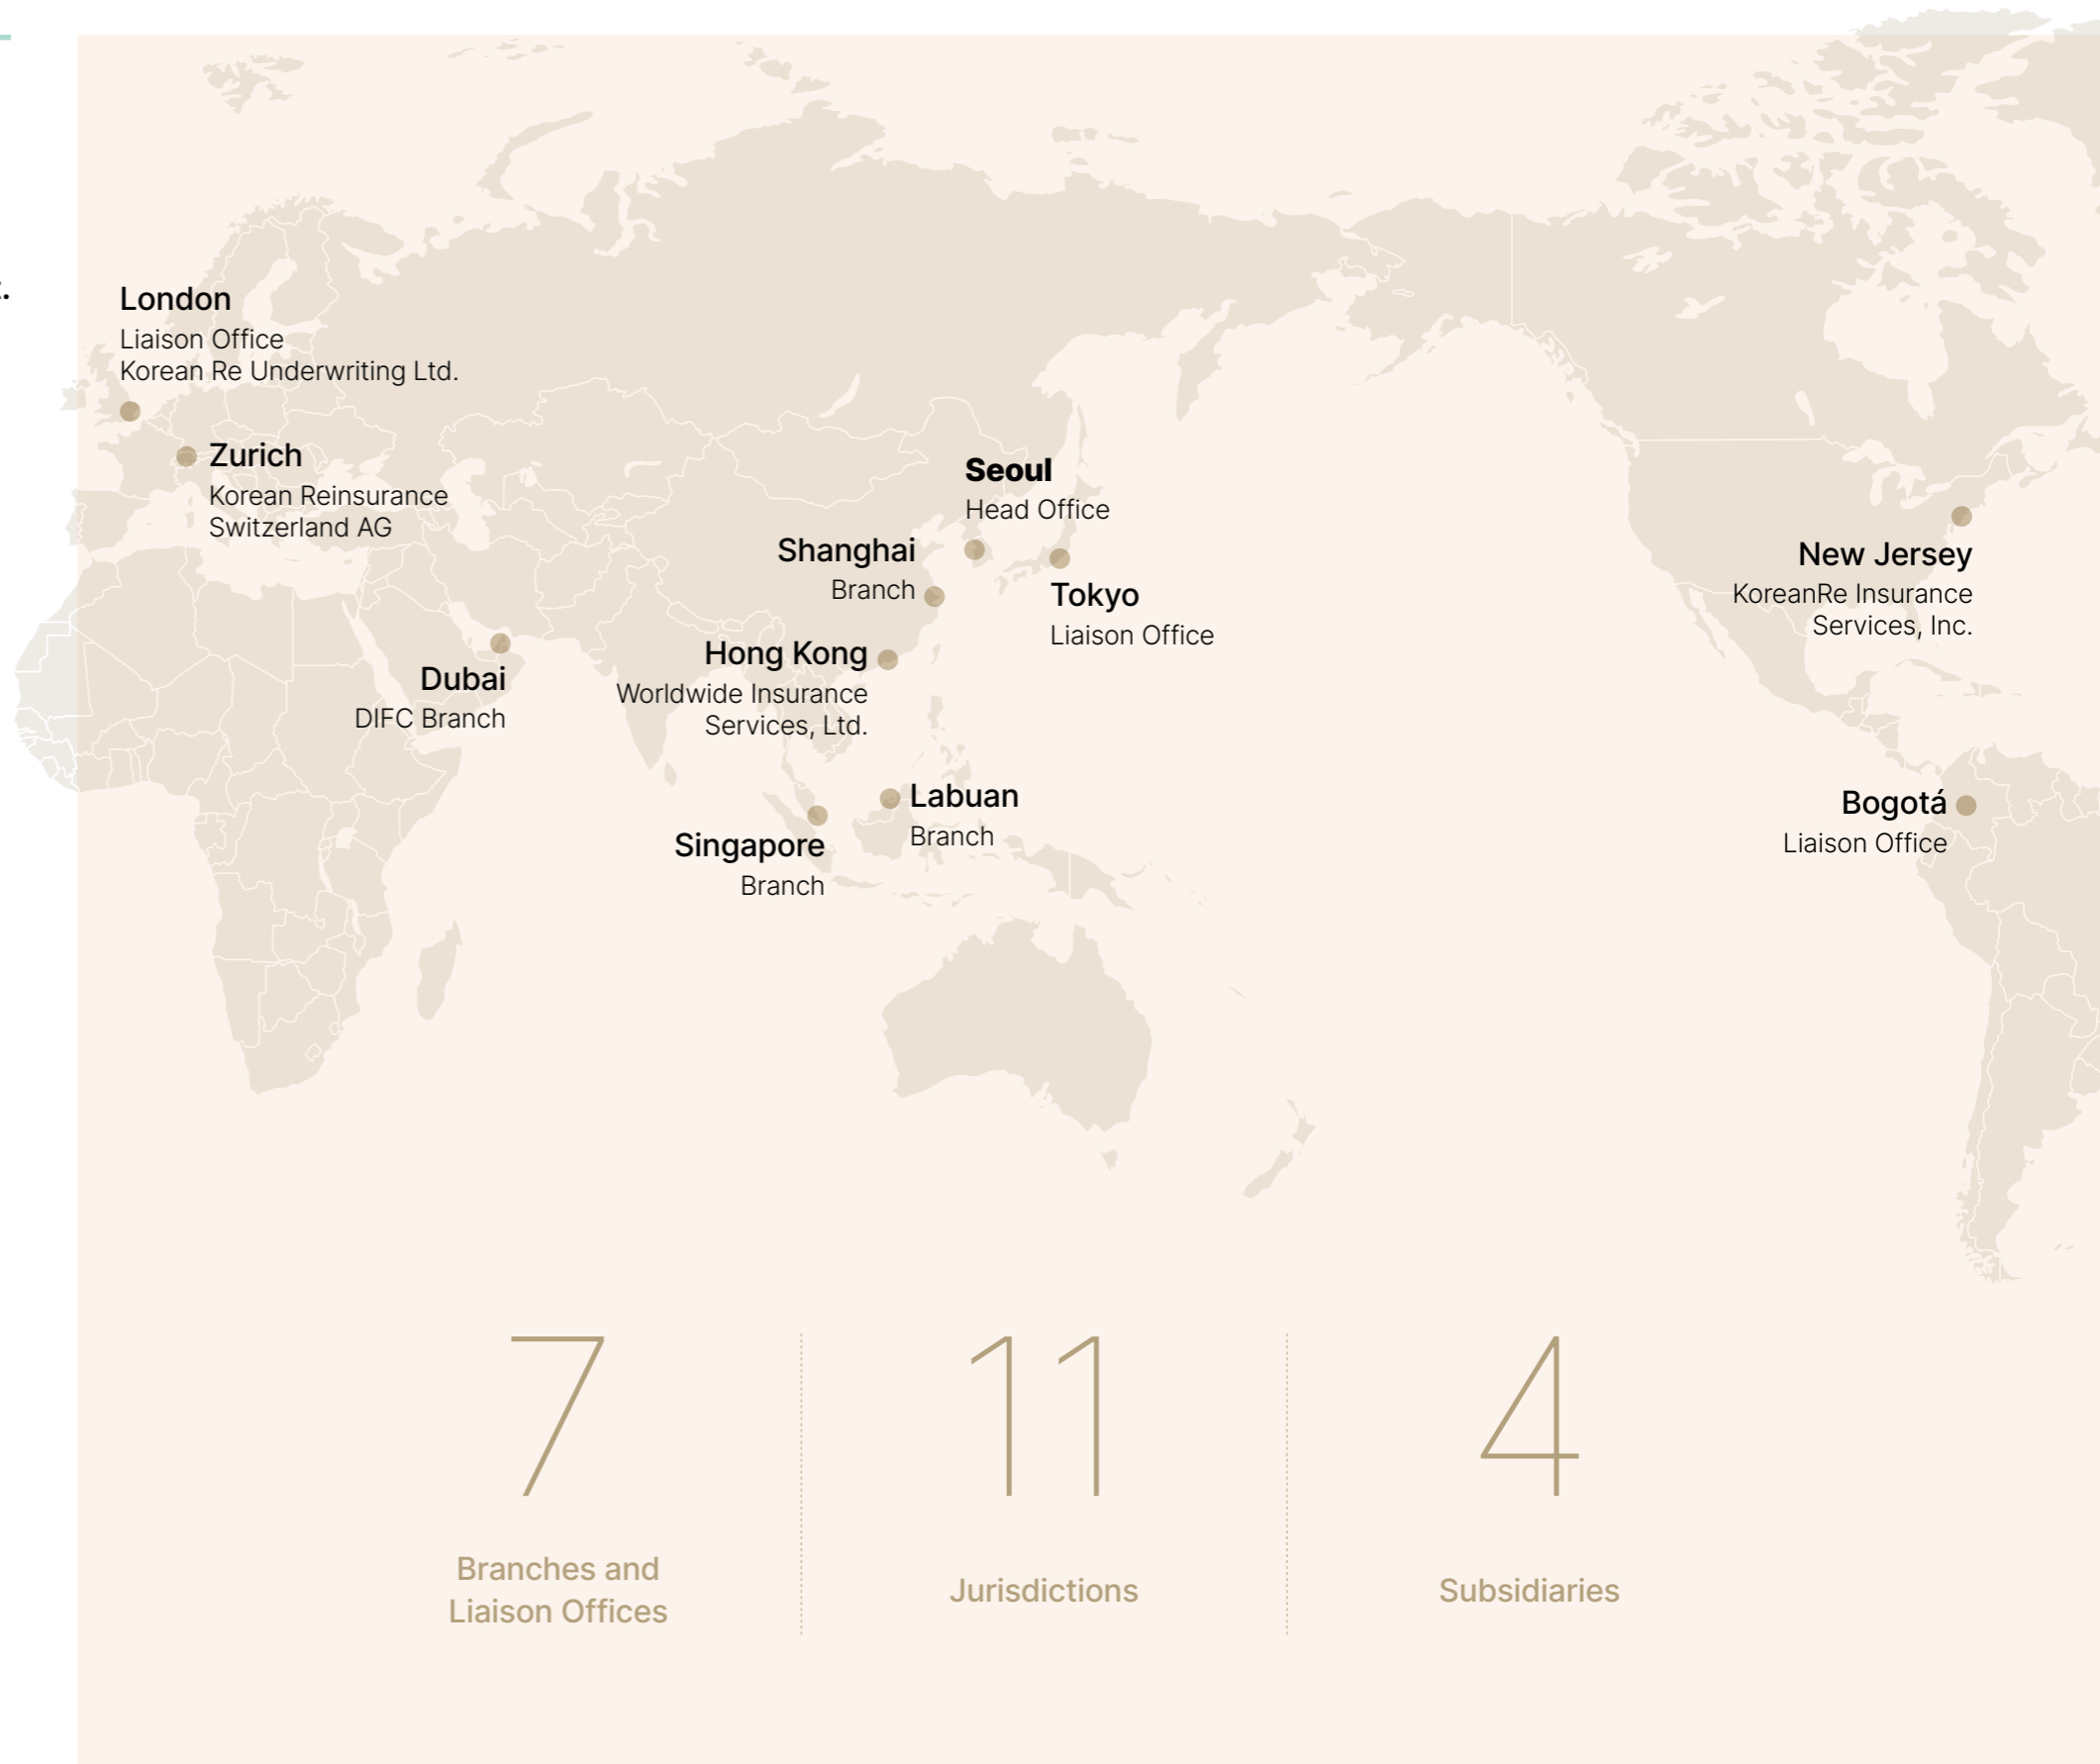 London
Liaison Office
Korean Re Underwriting Ltd.
Zurich
Korean Reinsurance
Switzerland AG
Dubai
DIFC Branch
Seoul
Head Office
Shanghai
Branch
Tokyo
Liaison Office
Hong Kong
Worldwide Insurance
Services, Ltd.
Labuan
Branch
Singapore
Branch
New Jersey
KoreanRe Insurance
Services, Inc.
Bogotá
Liaison Office
7
Branches and
Liaison Offices
11
Jurisdictions
4
Subsidiaries